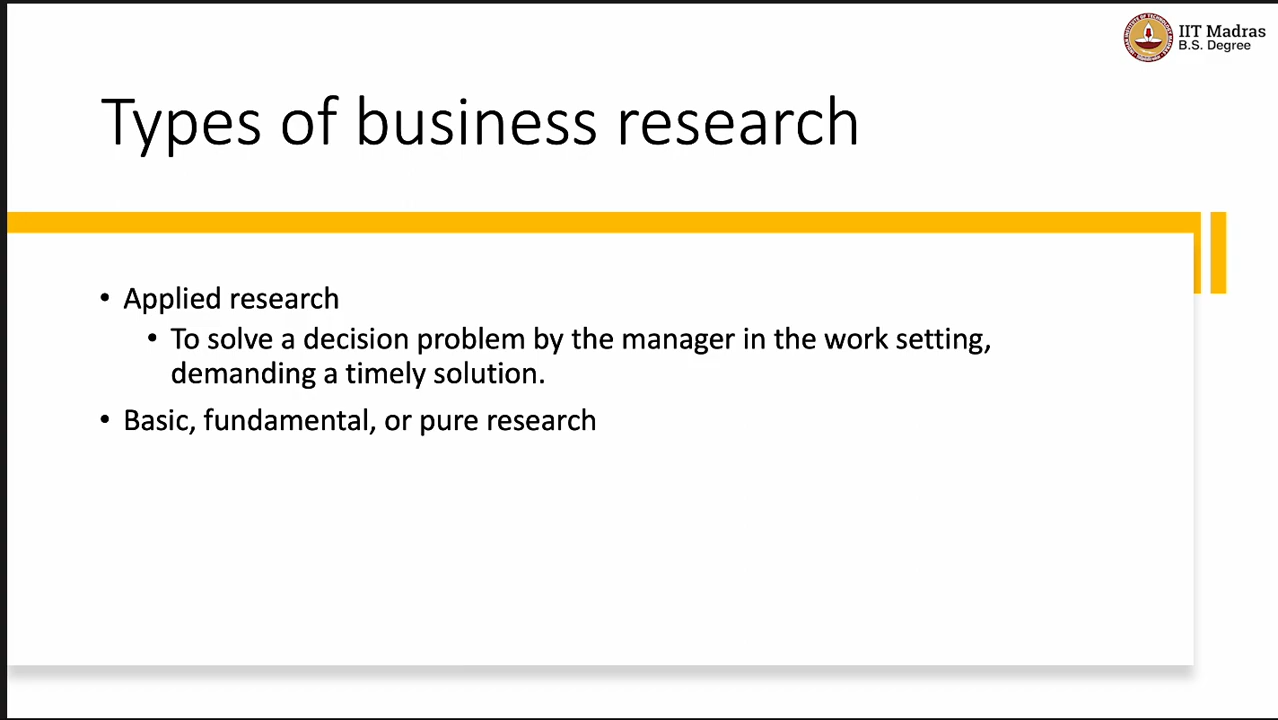 IIT Madras
B.S. Degree
Types of business research
• Applied research
• To solve a decision problem by the manager in the work setting,
demanding a timely solution.
• Basic, fundamental, or pure research